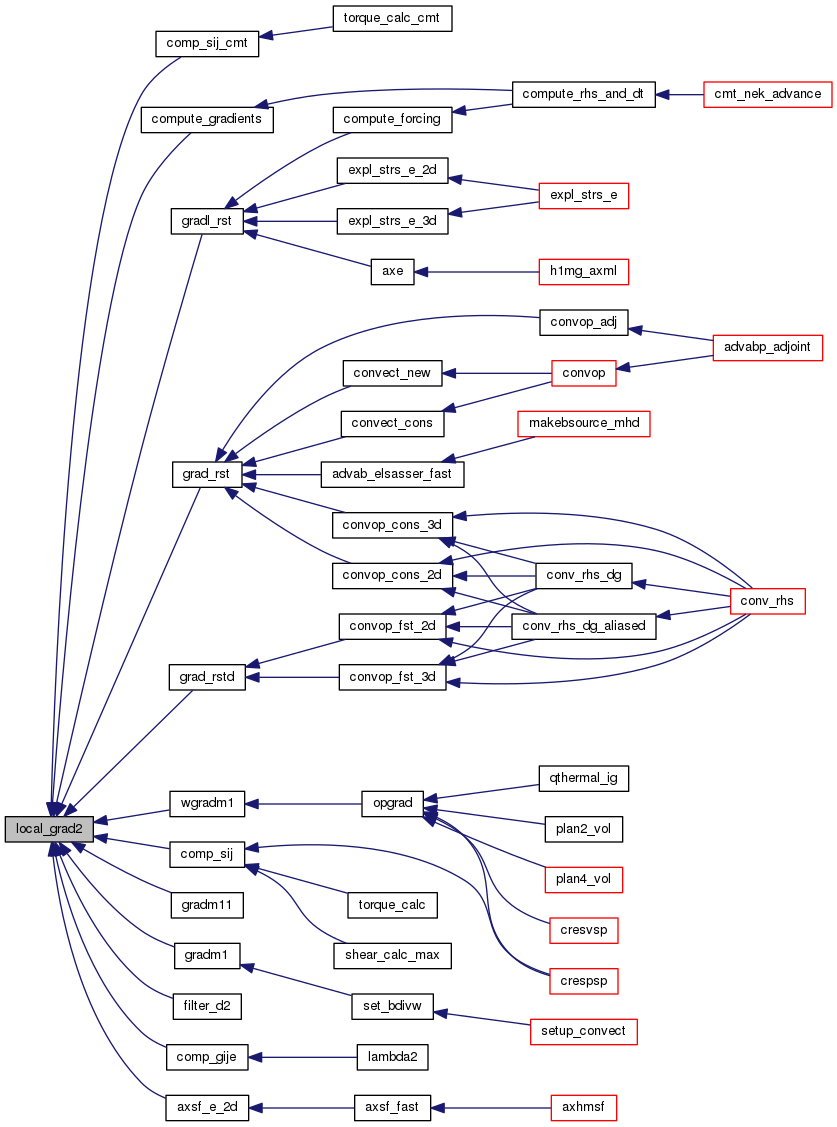 torque_calc_cmt
comp_sij_cmt
compute_rhs_and_dt
cmt_nek_advance
compute_gradients
compute_forcing
expl_strs_e_2d
expl_strs_e
gradl_rst
expl_strs_e_3d
axe
h1mg_axml
convop_adj
advabp_adjoint
convect_new
convop
convect_cons
makebsource_mhd
grad_rst
advab_elsasser_fast
convop_cons_3d
convop_cons_2d
conv_rhs_dg
conv_rhs
convop_fst_2d
conv_rhs_dg_aliased
grad_rstd
convop_fst_3d
qthermal_ig
wgradm1
opgrad
local_grad2
plan2_vol
comp_sij
plan4_vol
gradm11
torque_calc
cresvsp
gradm1
shear_calc_max
crespsp
filter_d2
set_bdivw
setup_convect
comp_gije
lambda2
axsf_e_2d
axsf_fast
axhmsf